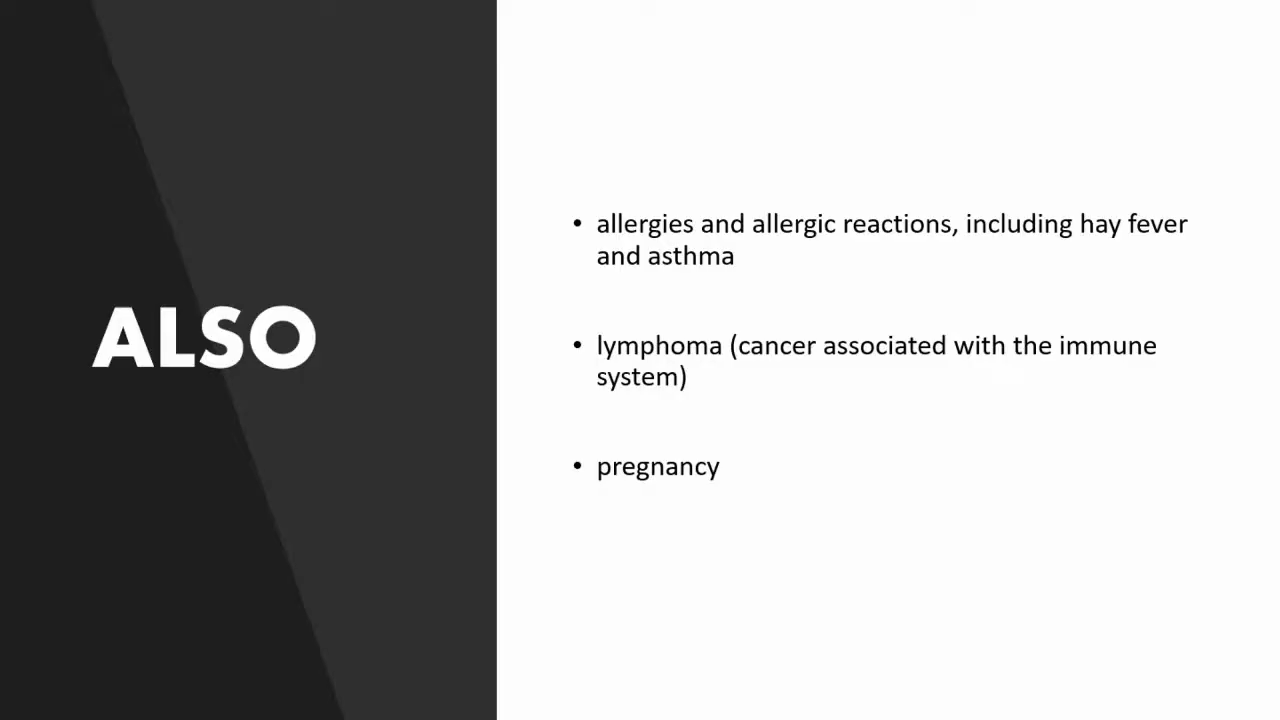 ALSO
• allergies and allergic reactions, including hay fever
and asthma
• lymphoma (cancer associated with the immune
system)
• pregnancy